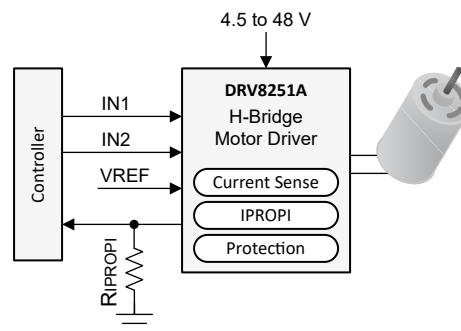 4.5 to 48 V
DRV8251A
H-Bridge
Motor Driver
Controller
IN1
IN2
VREF
Current Sense
IPROPI
Protection
RIPROPI